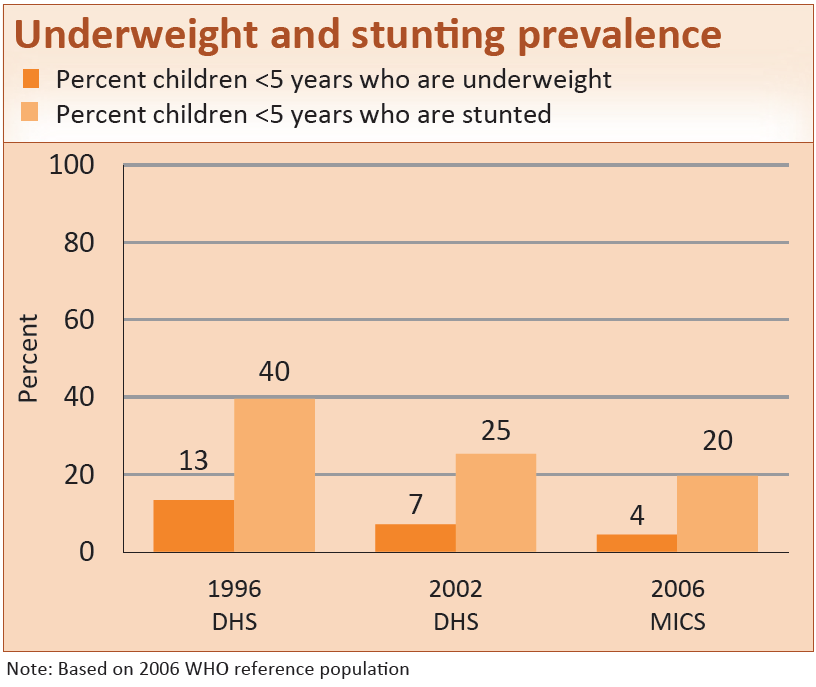 Underweight and stunting prevalence
Percent children <5 years who are underweight
Percent children <5 years who are stunted
100
80
60
40
20
0
Percent
13
40
7
25
4
20
1996
DHS
2002
DHS
2006
MICS
Note: Based on 2006 WHO reference population